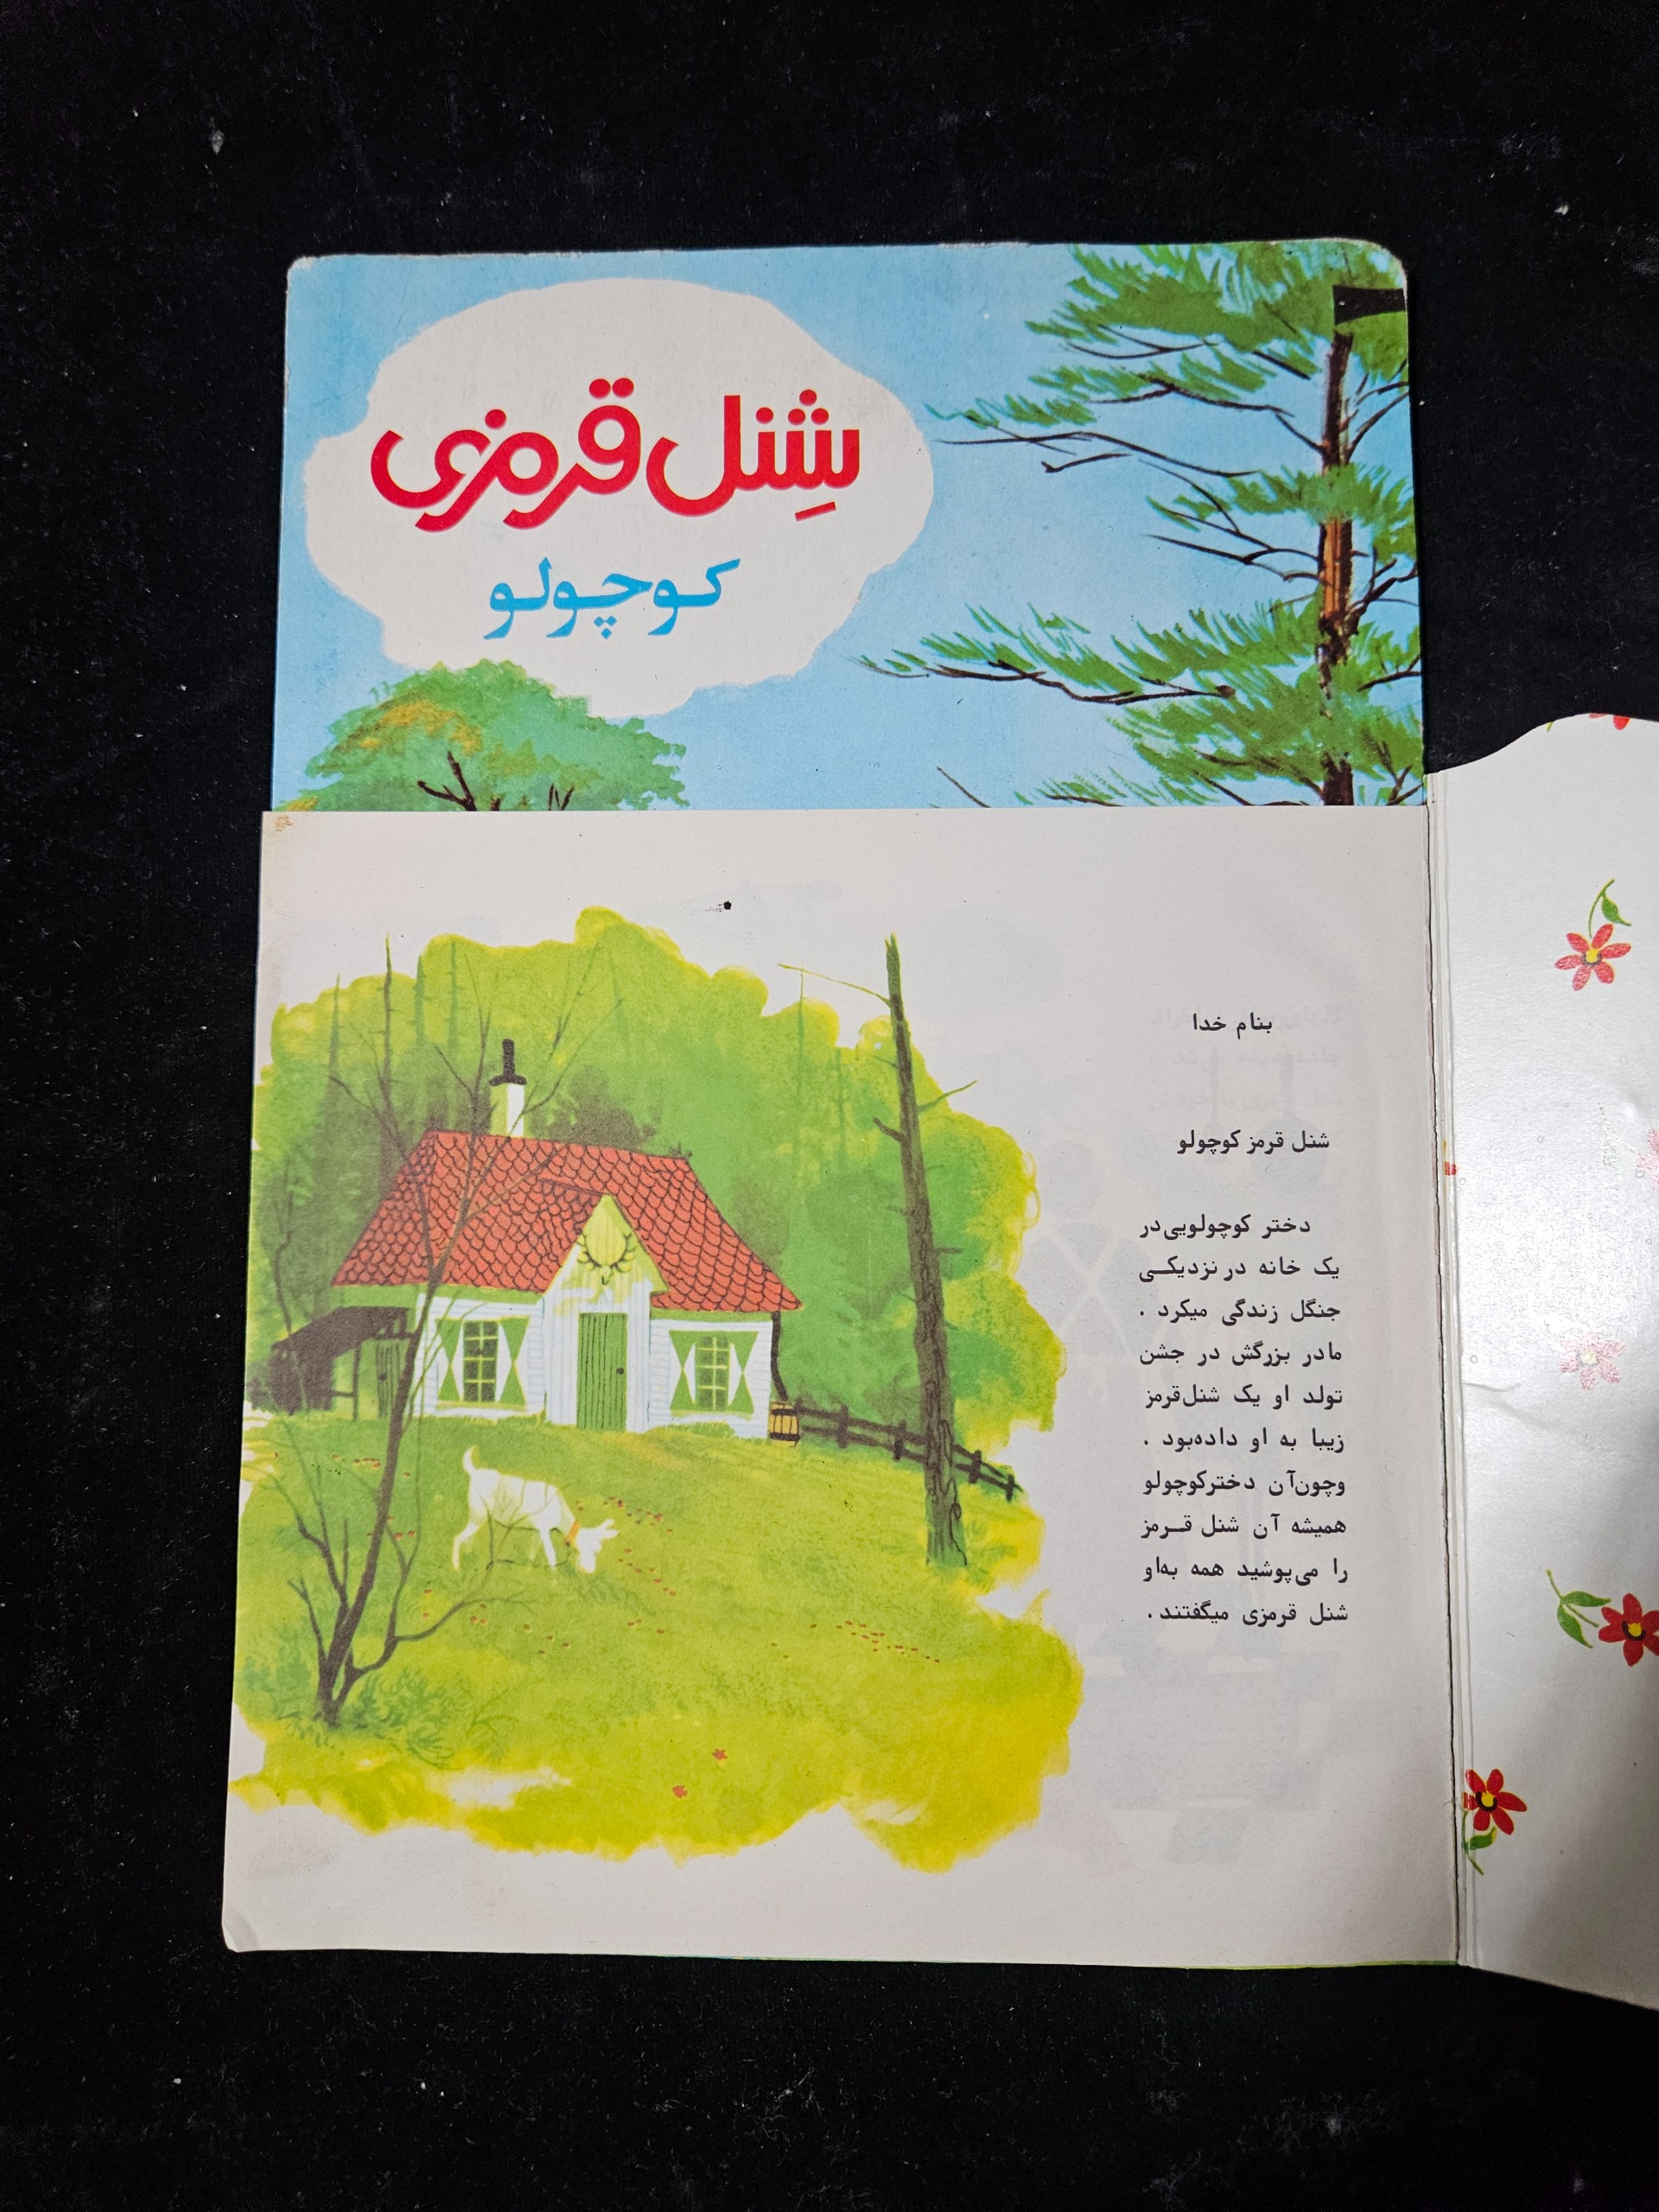 شنل قرمزی
کوچولو
بنام خدا
شنل قرمز کوچولو
دختر کوچولویی در
یک خانه در نزدیکی
جنگل زندگی میکرد .
مادر بزرگش در جشن
تولد او یک شنل قرمز
زیبا به او داده‌بود .
وچون‌آن دخترکوچولو
همیشه آن شنل قرمز
را می‌پوشید همه به‌او
شنل قرمزی میگفتند .